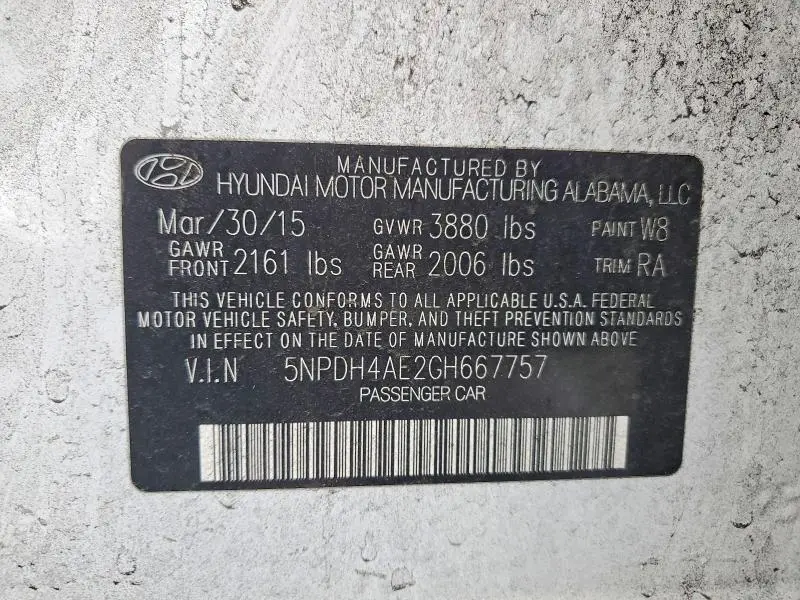 MANUFACTURED BY
HYUNDAI MOTOR MANUFACTURING ALABAMA, LLC
Mar/30/15 GVWR 3880 lbs PAINT W8
GAWR FRONT 2161 lbs GAWR REAR 2006 lbs TRIM RA
THIS VEHICLE CONFORMS TO ALL APPLICABLE U.S.A. FEDERAL
MOTOR VEHICLE SAFETY, BUMPER, AND THEFT PREVENTION STANDARDS
IN EFFECT ON THE DATE OF MANUFACTURE SHOWN ABOVE
V.I.N 5NPDH4AE2GH667757
PASSENGER CAR